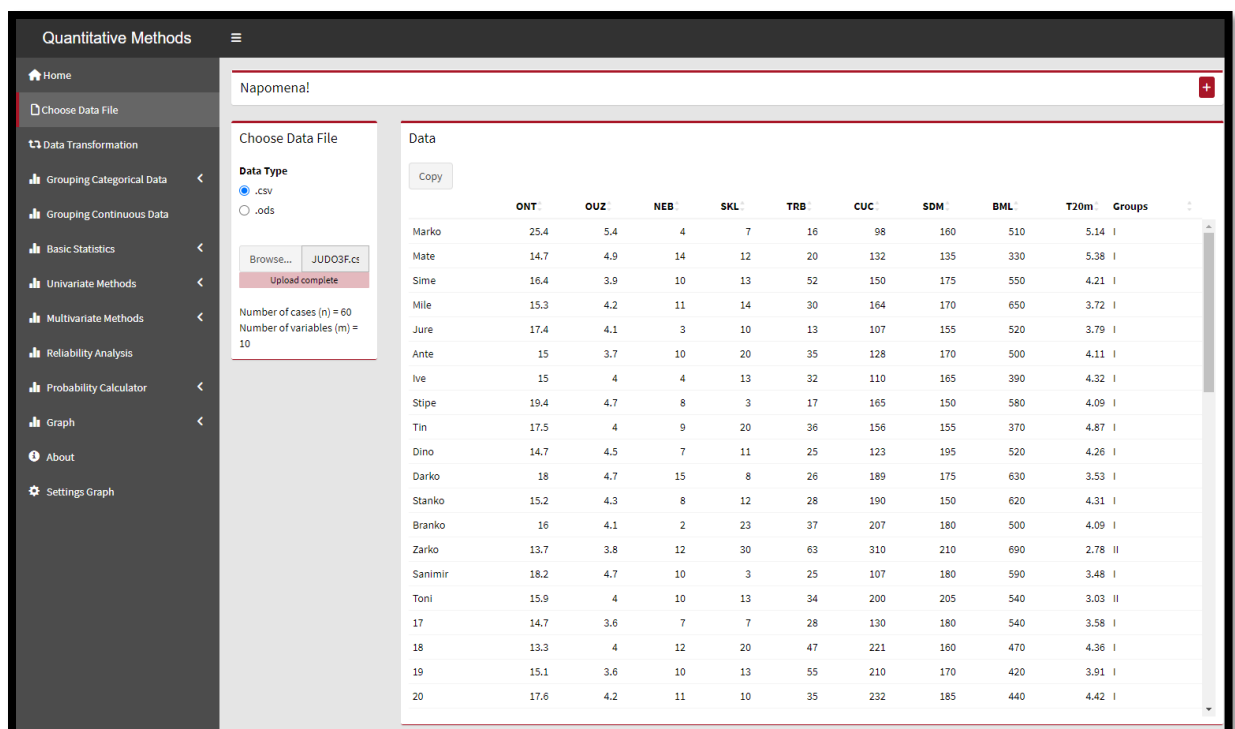 Quantitative Methods
Home
Choose Data File
Data Transformation
Grouping Categorical Data
Grouping Continuous Data
Basic Statistics
Univariate Methods
Multivariate Methods
Reliability Analysis
Probability Calculator
Graph
About
Settings Graph
Napomena!
Choose Data File
Data Type
.csv
.ods
Browse... JUDO3F.cs
Upload complete
Number of cases (n) = 60
Number of variables (m) =
10
Data
Copy
ONT OUZ NEB SKL TRB CUC SDM BML T20m Groups
Marko 25.4 5.4 4 7 16 98 160 510 5.14 I
Mate 14.7 4.9 14 12 20 132 135 330 5.38 I
Sime 16.4 3.9 10 13 52 150 175 550 4.21 I
Mile 15.3 4.2 11 14 30 164 170 650 3.72 I
Jure 17.4 4.1 3 10 13 107 155 520 3.79 I
Ante 15 3.7 10 20 35 128 170 500 4.11 I
Ive 15 4 4 13 32 110 165 390 4.32 I
Stipe 19.4 4.7 8 3 17 165 150 580 4.09 I
Tin 17.5 4 9 20 36 156 155 370 4.87 I
Dino 14.7 4.5 7 11 25 123 195 520 4.26 I
Darko 18 4.7 15 8 26 189 175 630 3.53 I
Stanko 15.2 4.3 8 12 28 190 150 620 4.31 I
Branko 16 4.1 2 23 37 207 180 500 4.09 I
Zarko 13.7 3.8 12 30 63 310 210 690 2.78 II
Sanimir 18.2 4.7 10 3 25 107 180 590 3.48 I
Toni 15.9 4 10 13 34 200 205 540 3.03 II
17 14.7 3.6 7 7 28 130 180 540 3.58 I
18 13.3 4 12 20 47 221 160 470 4.36 I
19 15.1 3.6 10 13 55 210 170 420 3.91 I
20 17.6 4.2 11 10 35 232 185 440 4.42 I